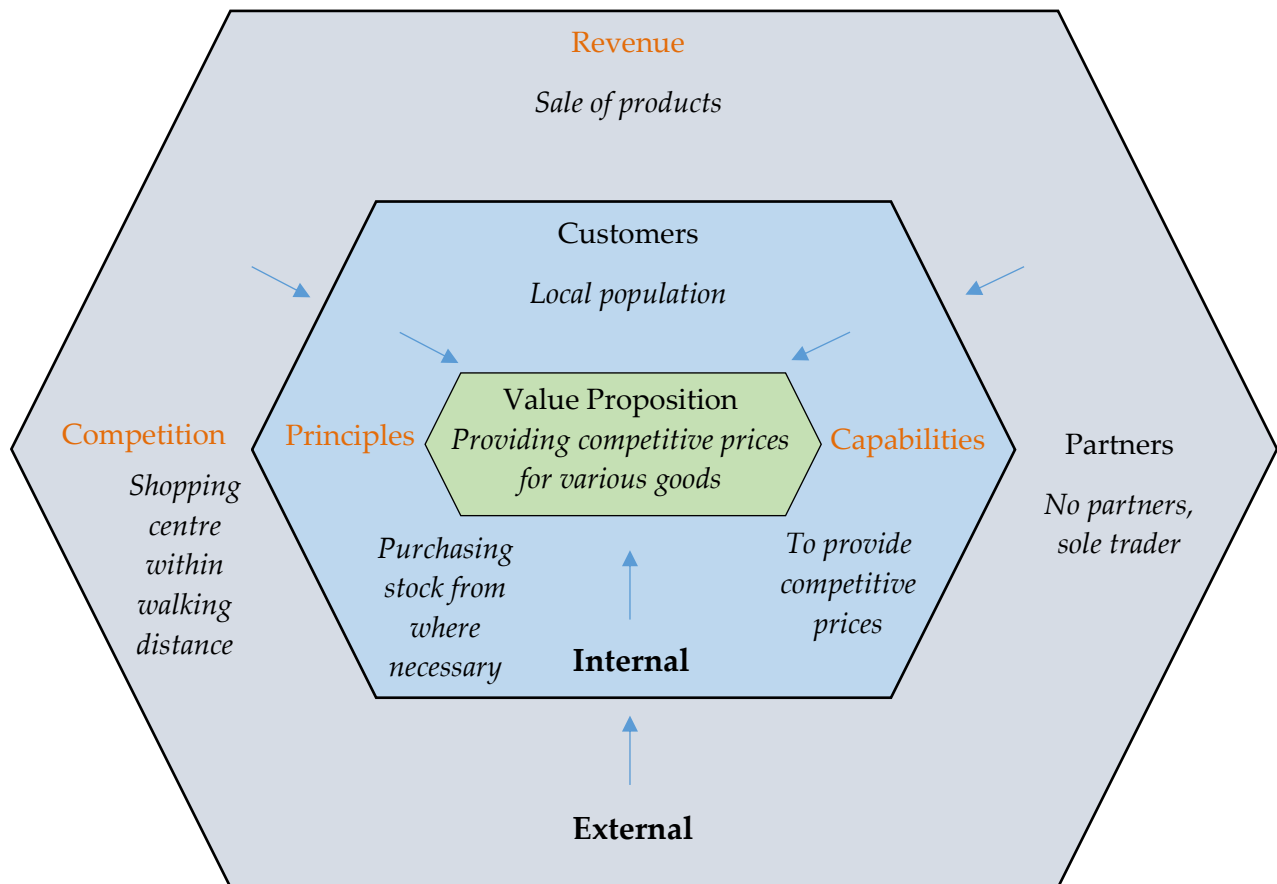 Revenue
Sale of products
Customers
Local population
Value Proposition
Providing competitive prices
for various goods
Competition
Shopping
centre
within
walking
distance
Principles
Purchasing
stock from
where
necessary
Capabilities
To provide
competitive
prices
Partners
No partners,
sole trader
Internal
External